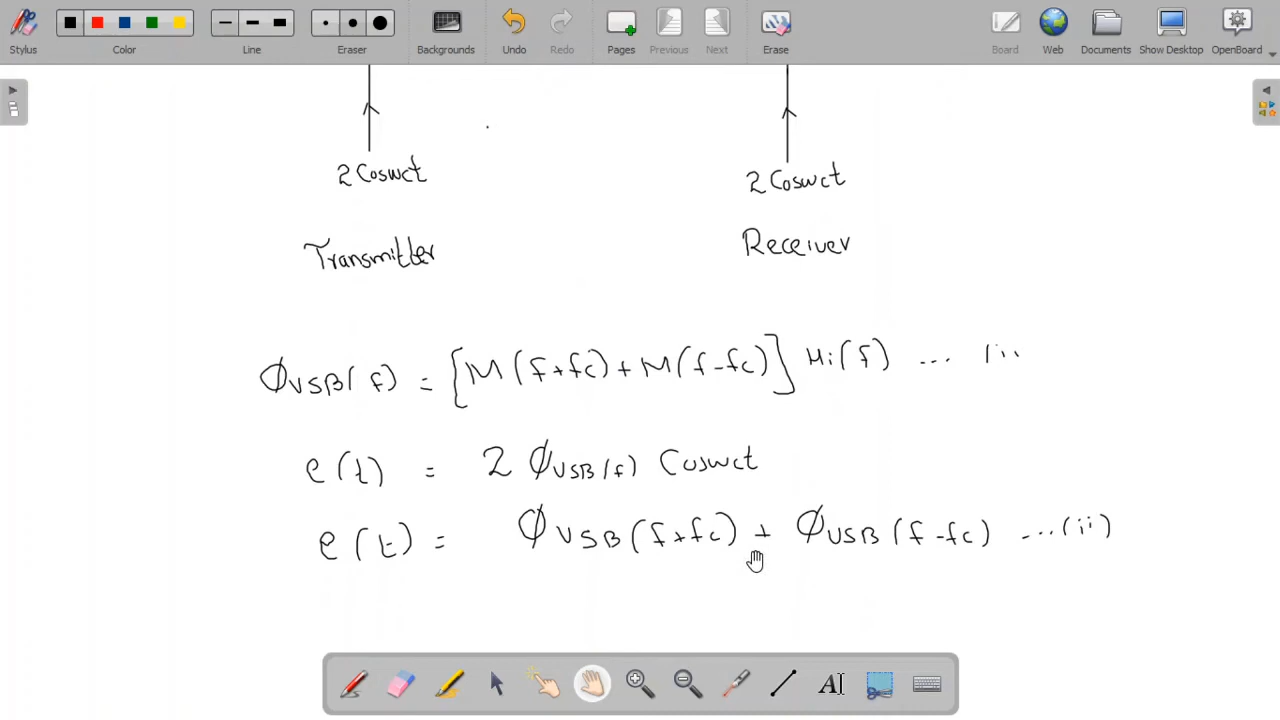 Stylus Color Line Eraser Backgrounds Undo Redo Pages Previous Next Erase Board Web Documents Show Desktop OpenBoard
2 Coswct 2 Coswct
Transmitter Receiver
ØVSB(f) = [M(f+fc)+M(f-fc)] Hi(f) ... (ii
e(t) = 2 ØVSB(f) Coswct
e(t) = ØVSB(f+fc) + ØVSB(f-fc) ...(ii)